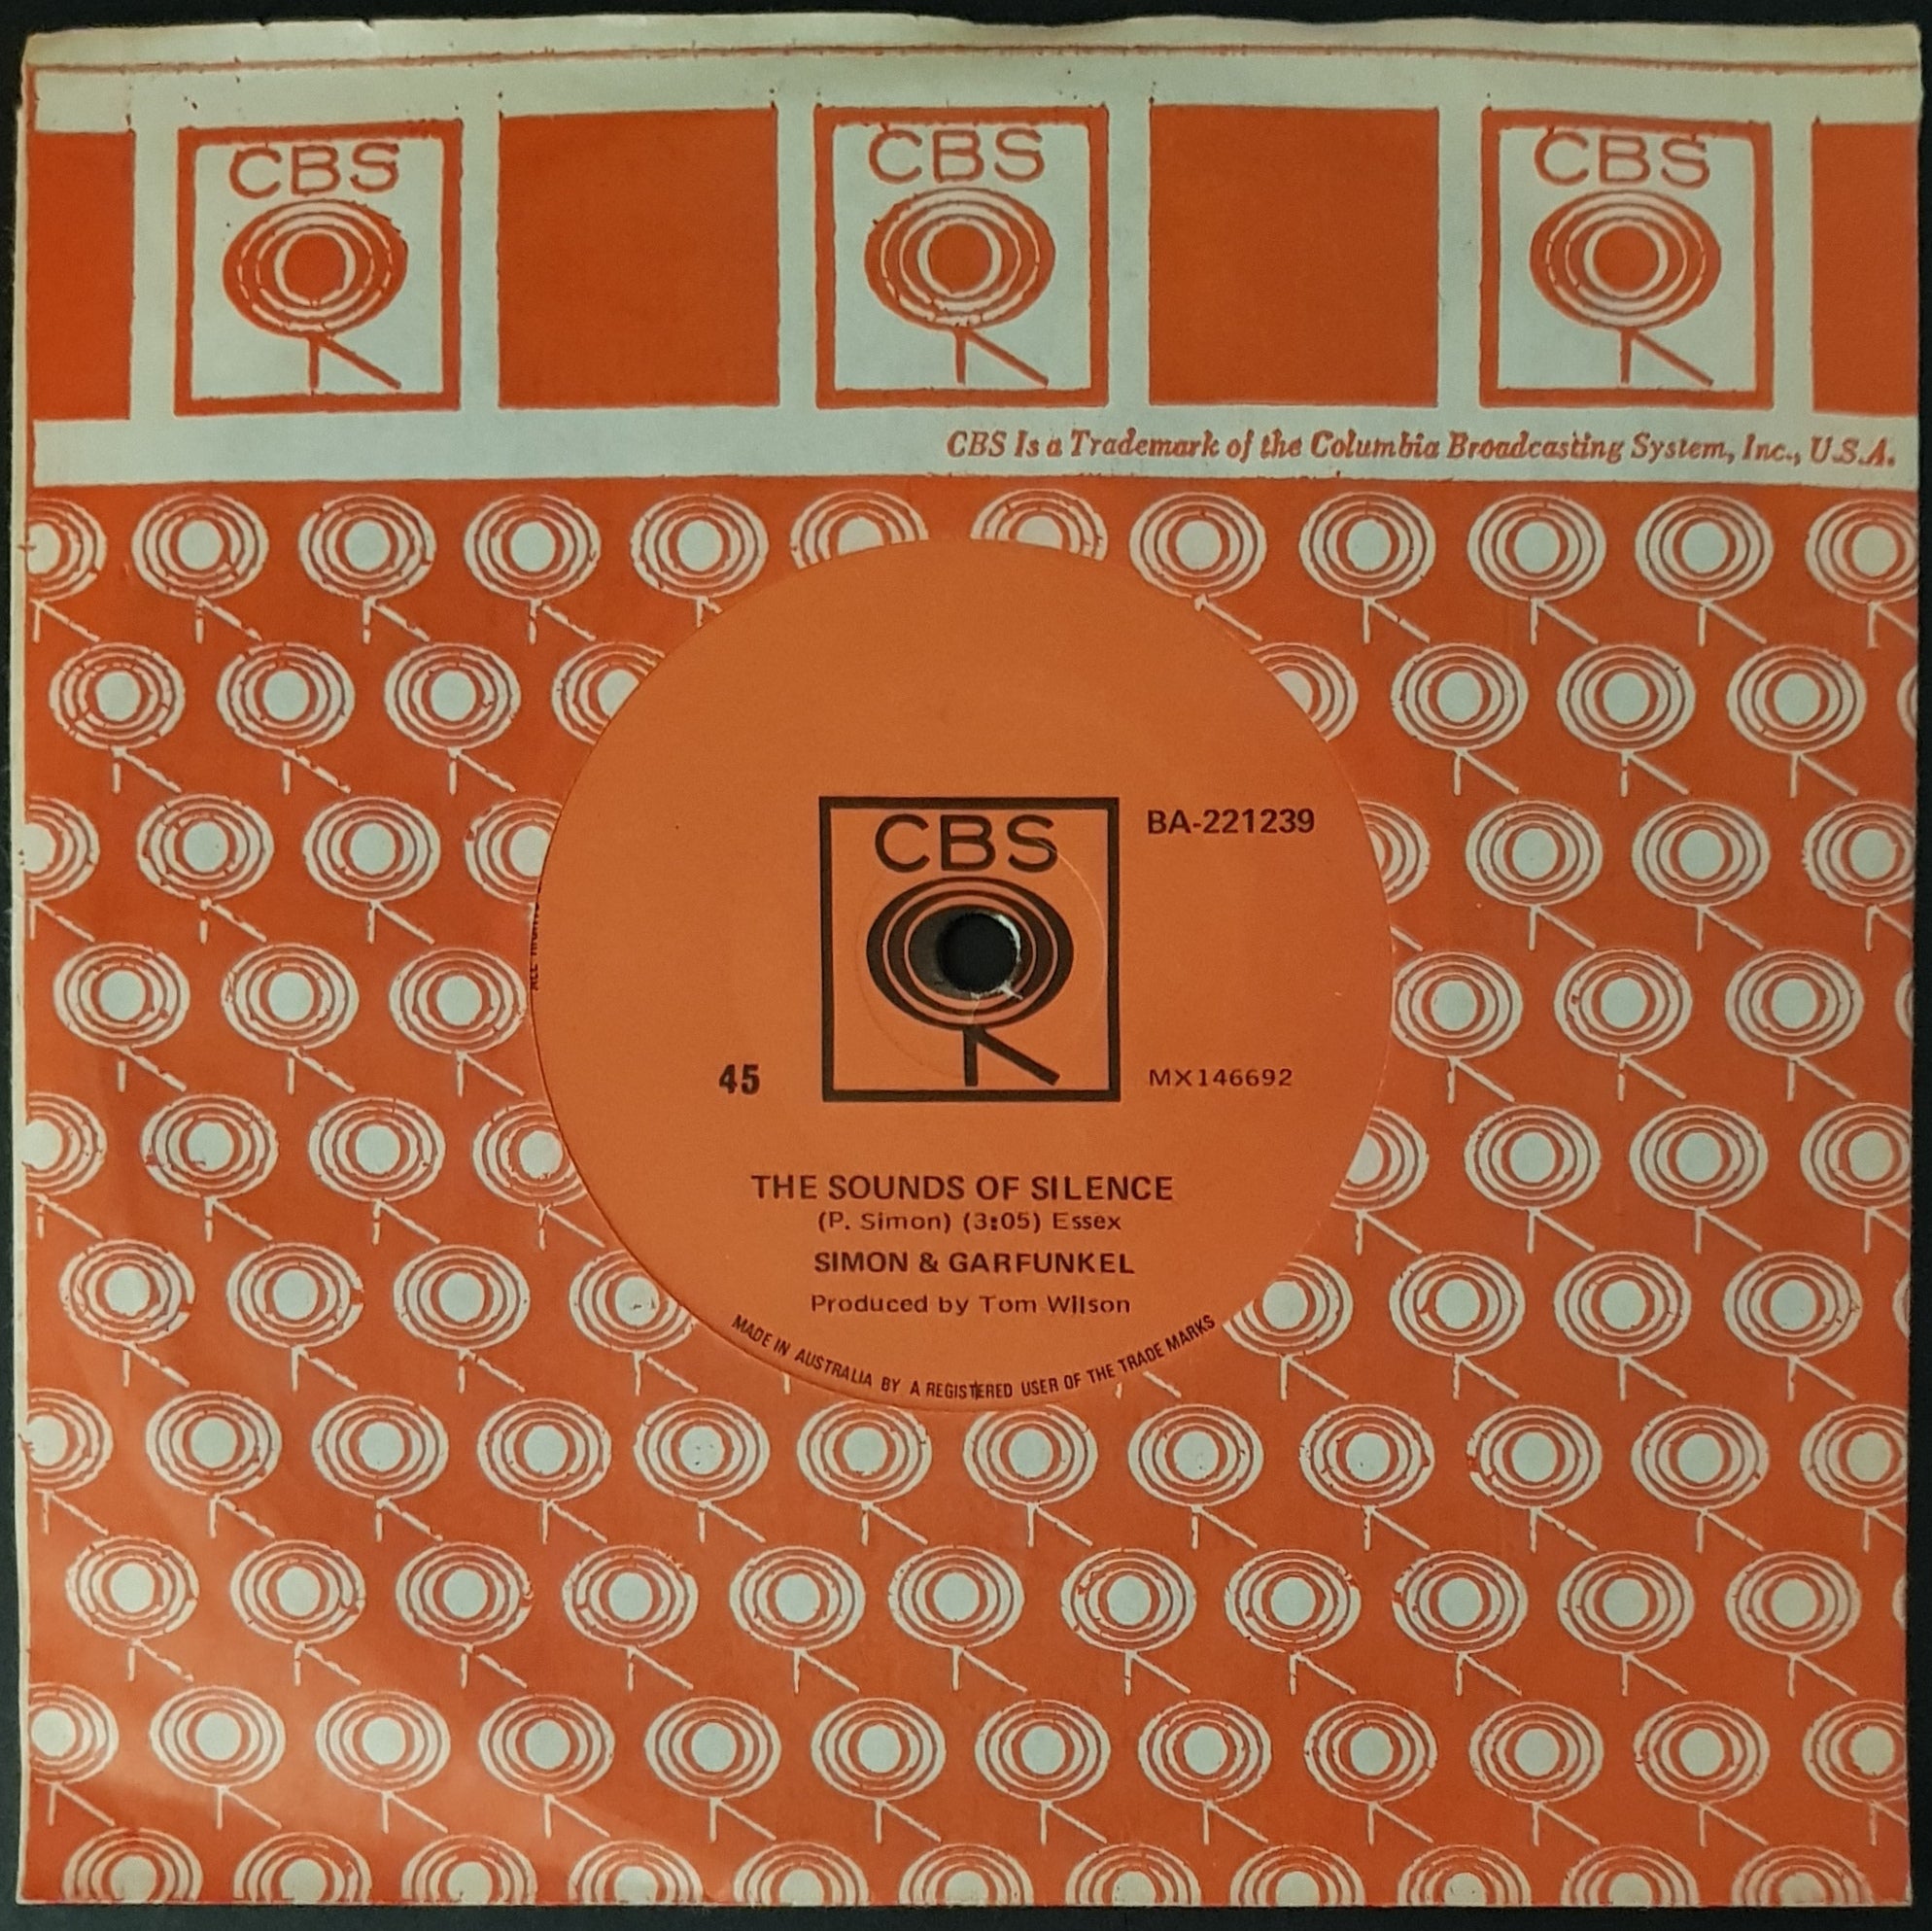 CBS
CBS
CBS
CBS Is a Trademark of the Columbia Broadcasting System, Inc., U.S.A.
CBS
BA-221239
45
MX146692
THE SOUNDS OF SILENCE
(P. Simon) (3:05) Essex
SIMON & GARFUNKEL
Produced by Tom Wilson
MADE IN AUSTRALIA BY A REGISTERED USER OF THE TRADE MARKS